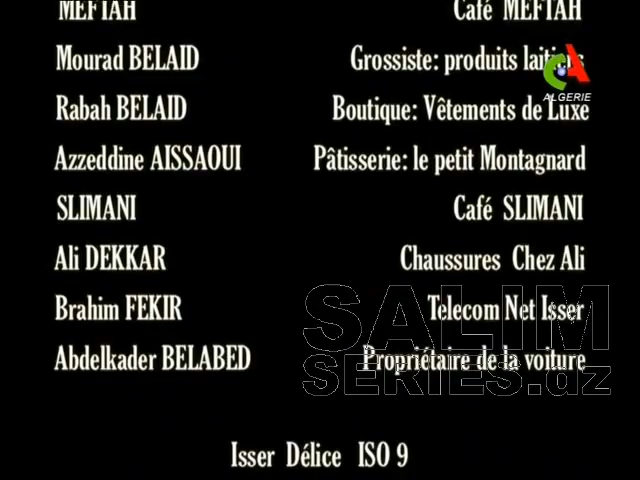 MEFTAH Café MEFTAH
Mourad BELAID Grossiste: produits laitiers
ALGERIE
Rabah BELAID Boutique: Vêtements de Luxe
Azzeddine AISSAOUI Pâtisserie: le petit Montagnard
SLIMANI Café SLIMANI
Ali DEKKAR Chaussures Chez Ali
Brahim FEKIR Telecom Net Isser
Abdelkader BELABED Propriétaire de la voiture
SALIM
SERIES.dz
Isser Délice ISO 9